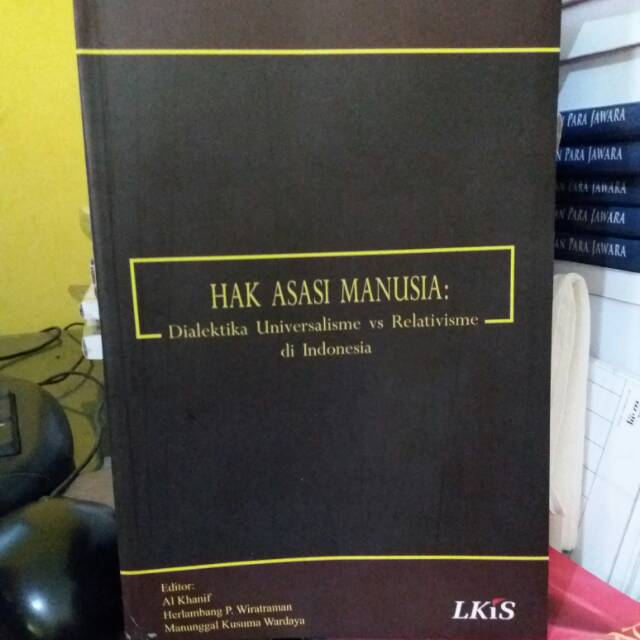 HAK ASASI MANUSIA:
Dialektika Universalisme vs Relativisme
di Indonesia
Editor:
Al Khanif
Herlambang P. Wiratraman
Manunggal Kusuma Wardaya
LKiS
PARA JAWARA
N PARA JAWARA
PARA JAWARA
N PARA JAWARA
AN PARA JAWARA